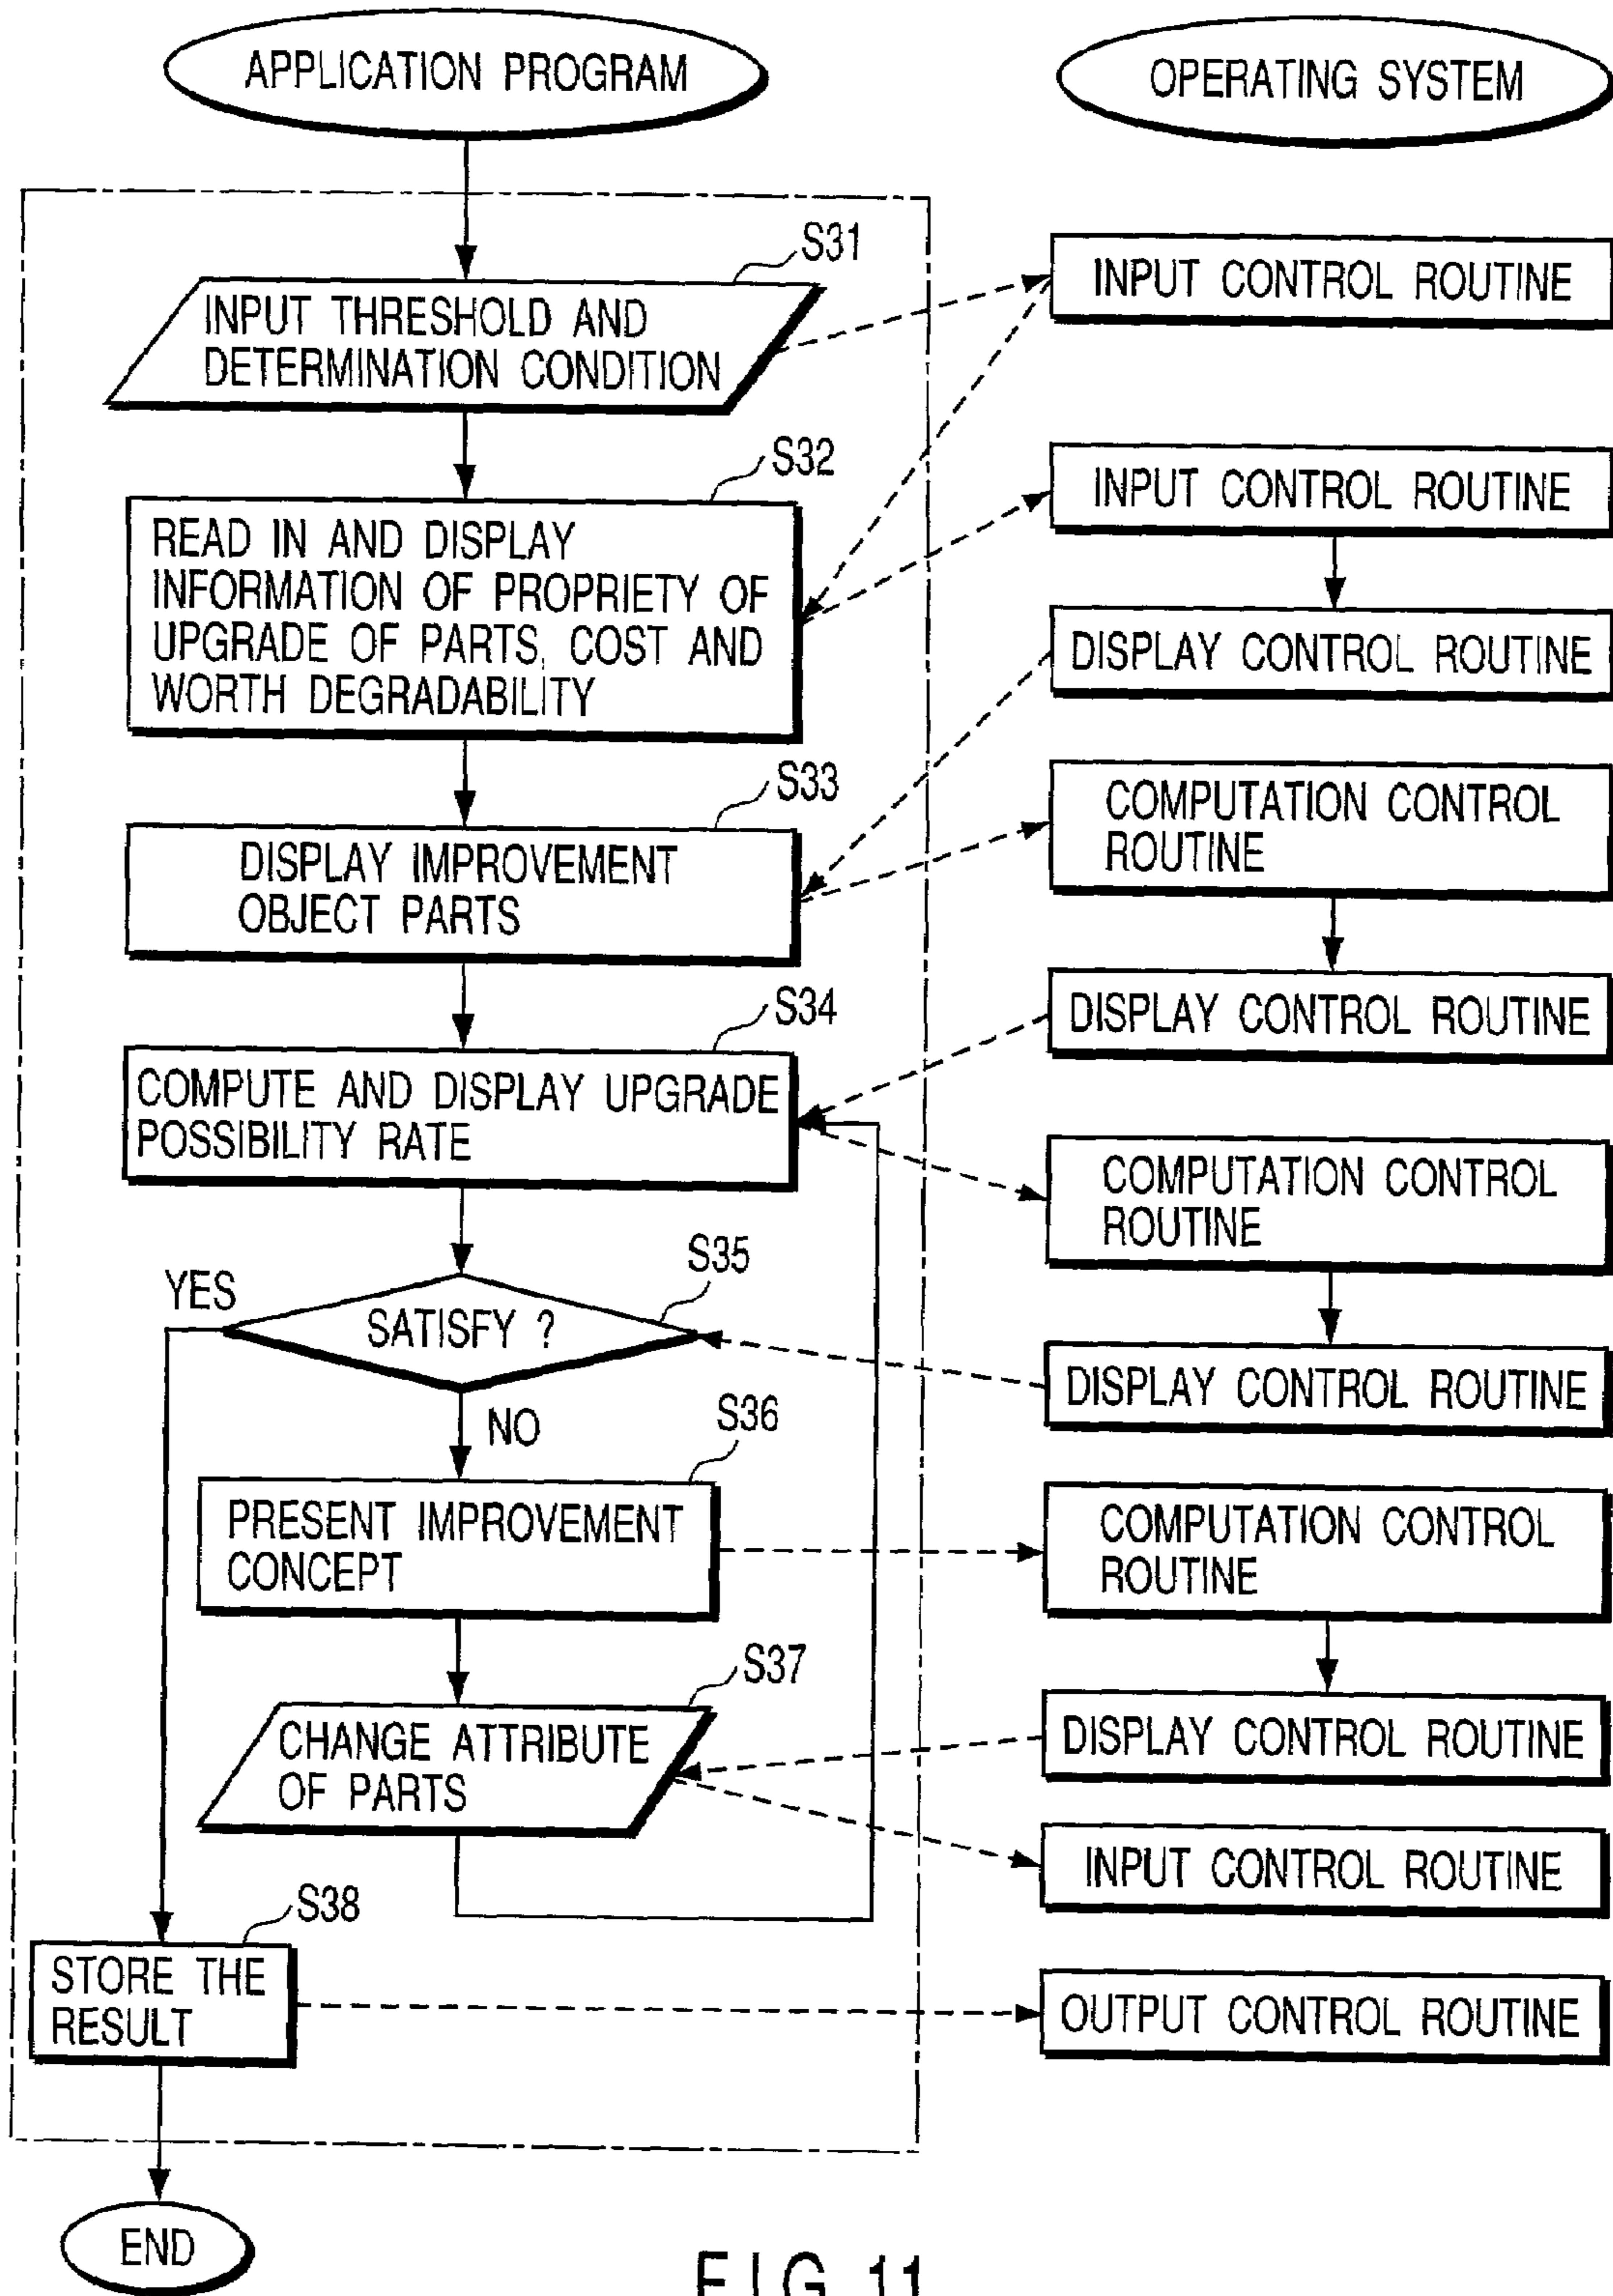 APPLICATION PROGRAM
OPERATING SYSTEM
S31
INPUT THRESHOLD AND
DETERMINATION CONDITION
INPUT CONTROL ROUTINE
S32
READ IN AND DISPLAY
INFORMATION OF PROPRIETY OF
UPGRADE OF PARTS, COST AND
WORTH DEGRADABILITY
INPUT CONTROL ROUTINE
DISPLAY CONTROL ROUTINE
S33
DISPLAY IMPROVEMENT
OBJECT PARTS
COMPUTATION CONTROL
ROUTINE
DISPLAY CONTROL ROUTINE
S34
COMPUTE AND DISPLAY UPGRADE
POSSIBILITY RATE
COMPUTATION CONTROL
ROUTINE
S35
YES
SATISFY ?
DISPLAY CONTROL ROUTINE
NO
S36
PRESENT IMPROVEMENT
CONCEPT
COMPUTATION CONTROL
ROUTINE
S37
CHANGE ATTRIBUTE
OF PARTS
DISPLAY CONTROL ROUTINE
INPUT CONTROL ROUTINE
S38
STORE THE
RESULT
OUTPUT CONTROL ROUTINE
END
FIG. 11